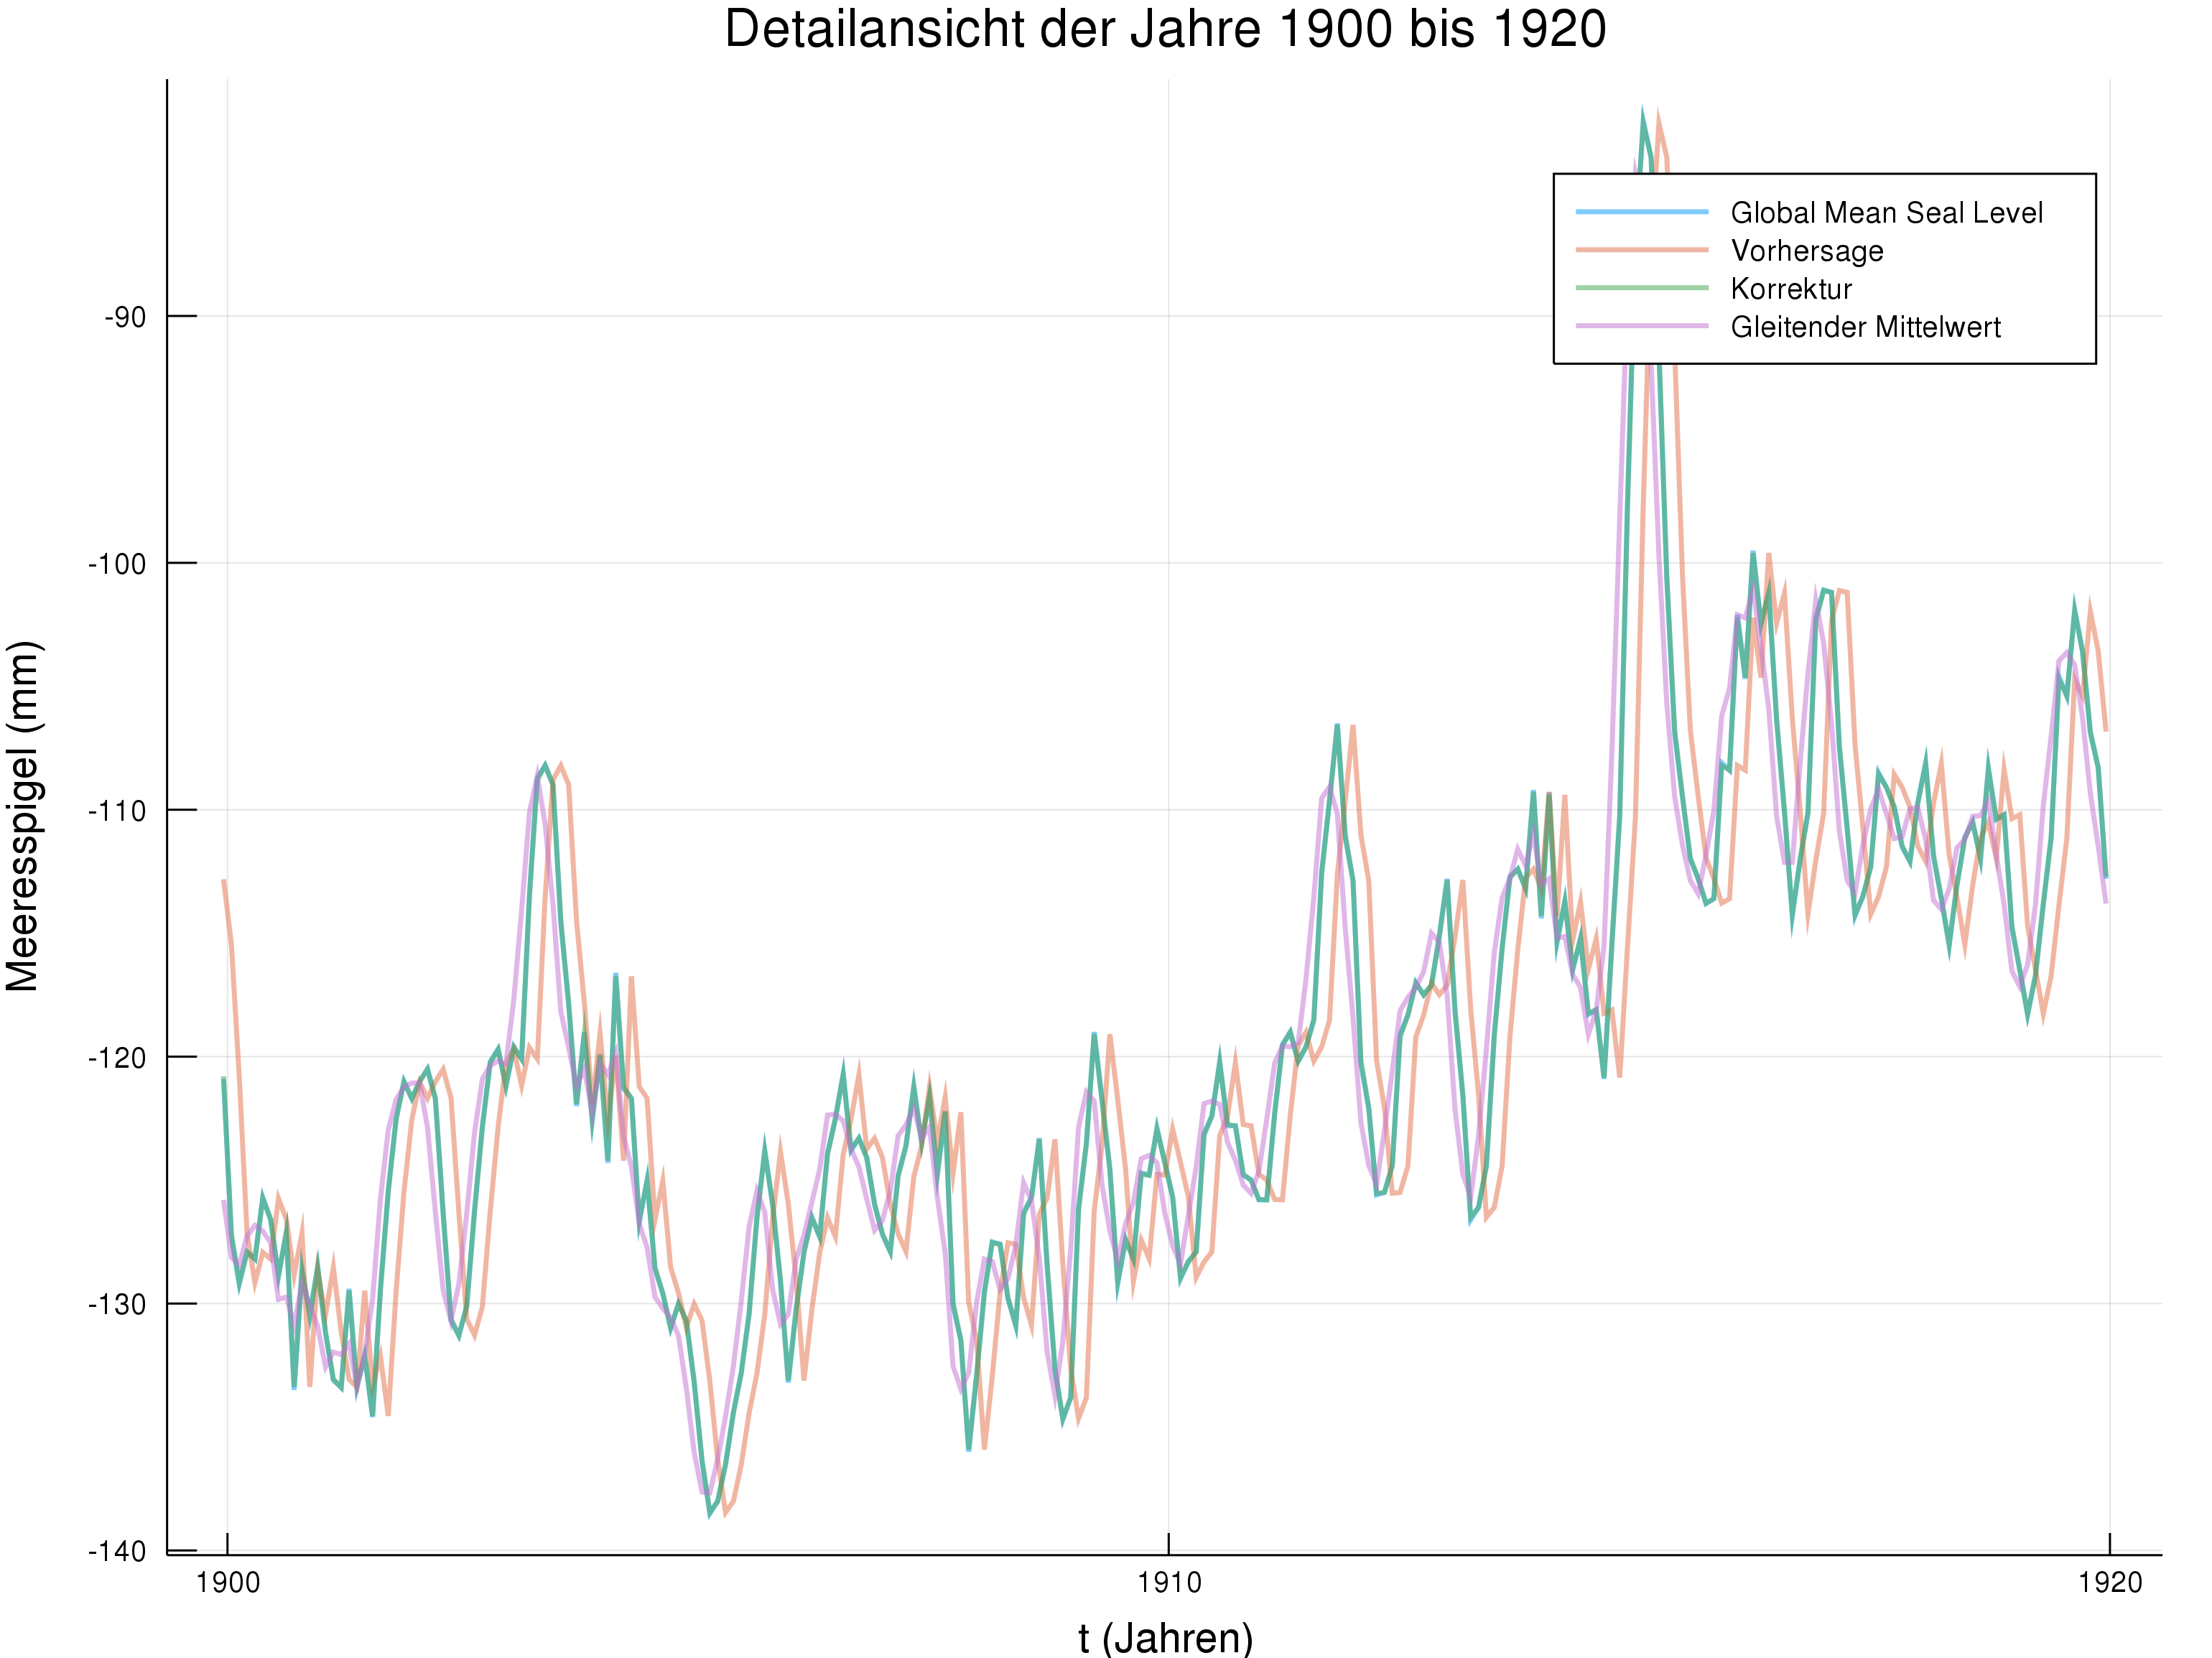 Detailansicht der Jahre 1900 bis 1920
Global Mean Seal Level
Vorhersage
Korrektur
Gleitender Mittelwert
-90
-100
-110
-120
-130
-140
Meeresspigel (mm)
1900
1910
1920
t (Jahren)